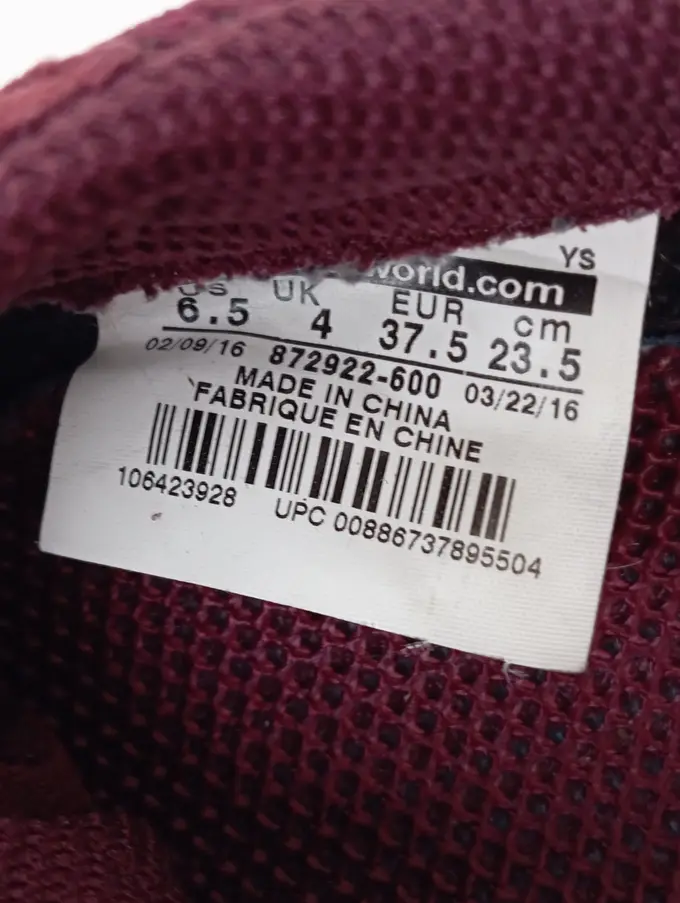 YS
world.com
US UK EUR cm
6.5 4 37.5 23.5
02/09/16 872922-600 03/22/16
MADE IN CHINA
FABRIQUE EN CHINE
106423928 UPC 00886737895504